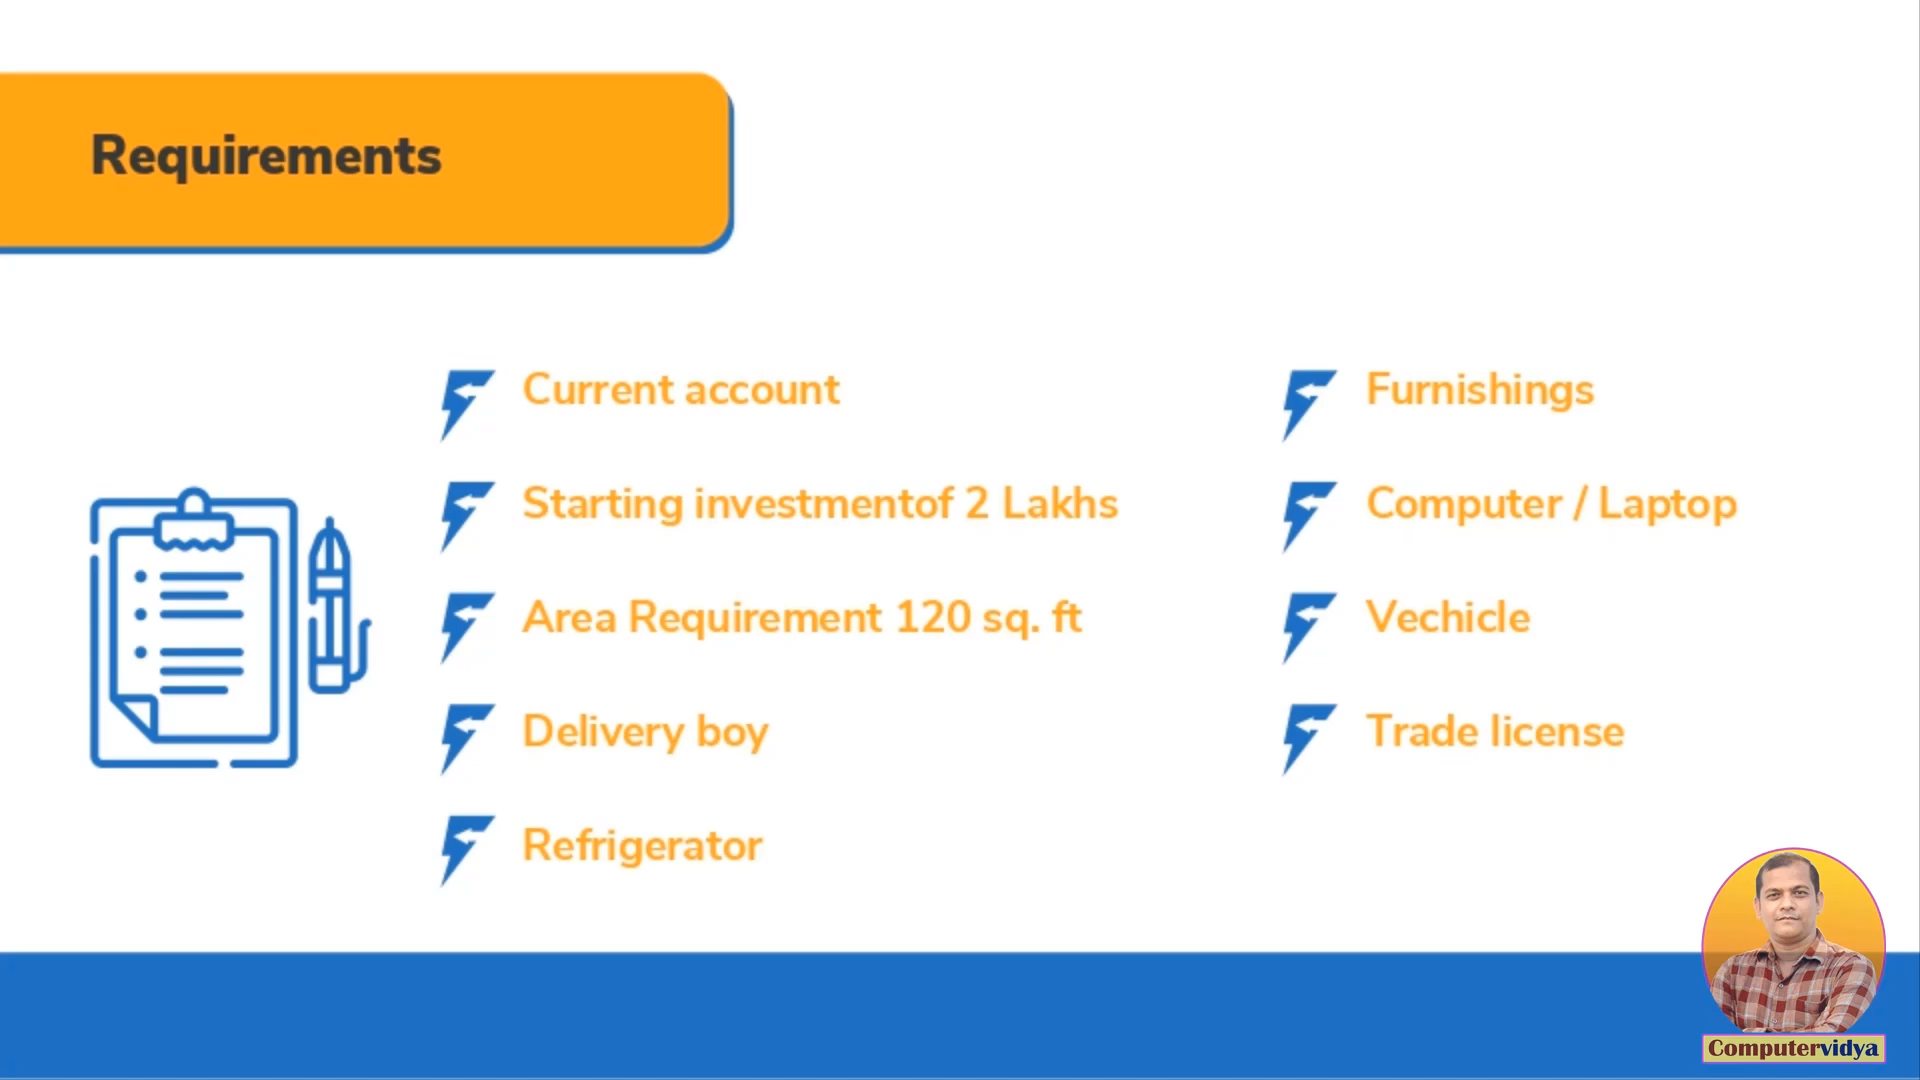 Requirements
Current account
Starting investmentof 2 Lakhs
Area Requirement 120 sq. ft
Delivery boy
Refrigerator
Furnishings
Computer / Laptop
Vechicle
Trade license
Computervidya